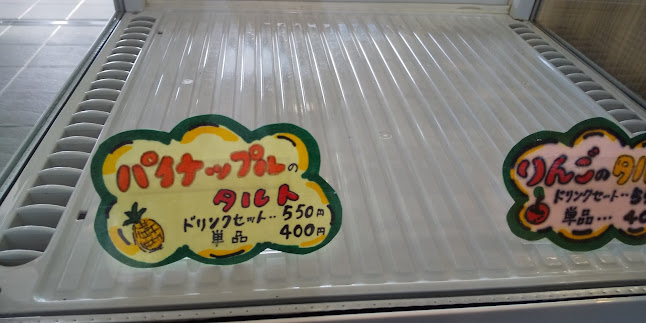 パイナップルの
タルト
ドリンクセット‥550円
単品 400円
りんごのタル
ドリンクセート‥5
単品…40